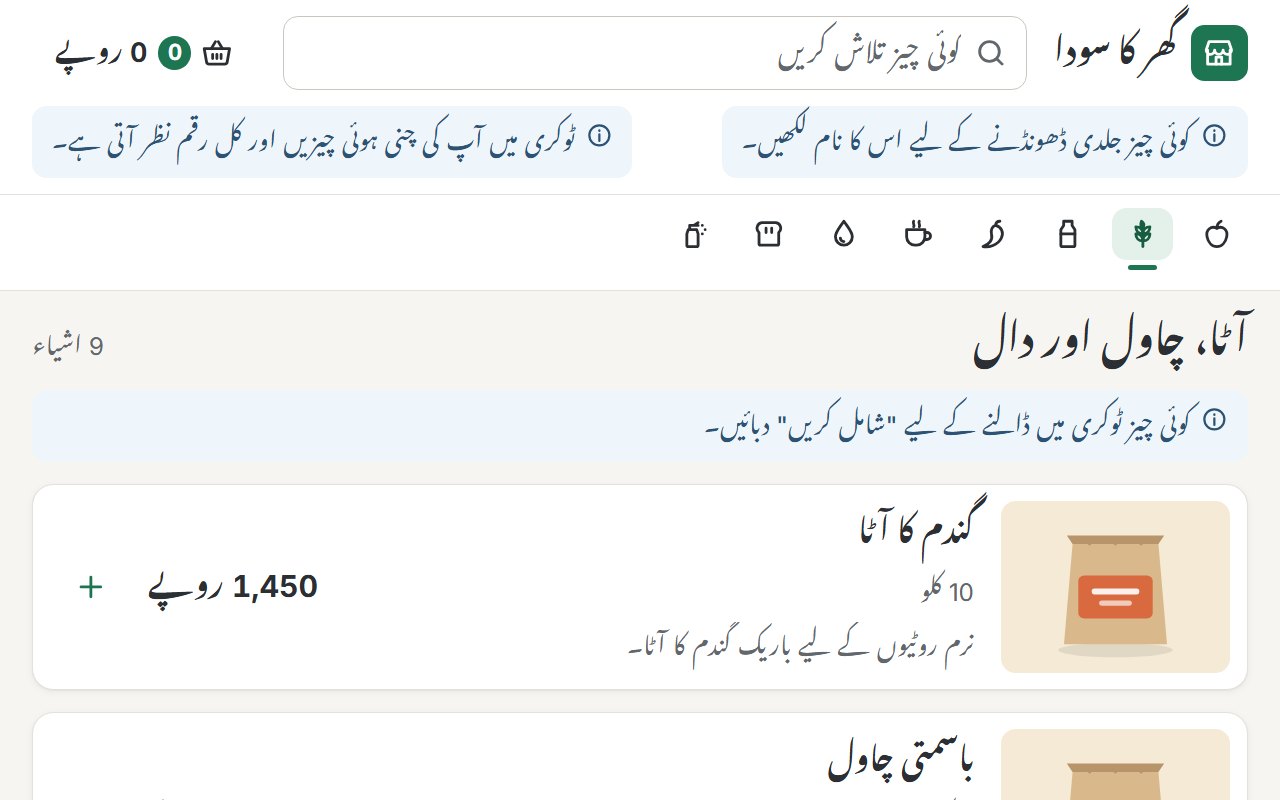 گھر کا سودا
کوئی چیز تلاش کریں
0
0 روپے
کوئی چیز جلدی ڈھونڈنے کے لیے اس کا نام لکھیں۔
ٹوکری میں آپ کی چنی ہوئی چیزیں اور کل رقم نظر آتی ہے۔
آٹا، چاول اور دال
9 اشیاء
کوئی چیز ٹوکری میں ڈالنے کے لیے "شامل کریں" دبائیں۔
گندم کا آٹا
10 کلو
نرم روٹیوں کے لیے باریک گندم کا آٹا۔
1,450 روپے
باسمتی چاول